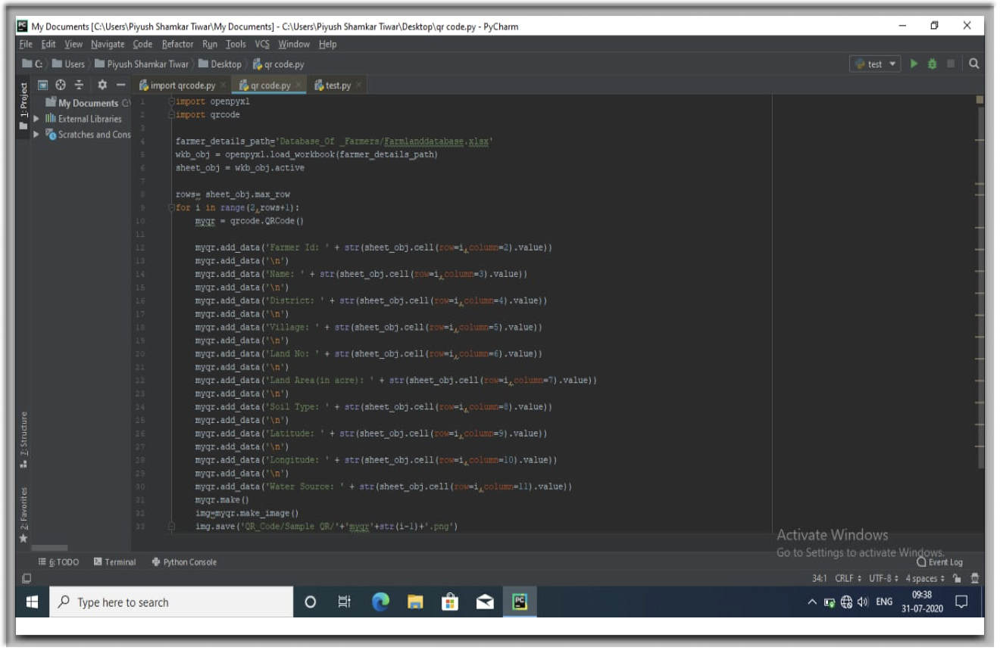 My Documents [C:\Users\Piyush Shamkar Tiwar\My Documents] - C:\Users\Piyush Shamkar Tiwar\Desktop\qr code.py - PyCharm
File Edit View Navigate Code Refactor Run Tools VCS Window Help
C: Users Piyush Shamkar Tiwar Desktop qr code.py test
1: Project
import qrcode.py qr code.py test.py
My Documents C:\
External Libraries
Scratches and Cons
1 import openpyxl
2 import qrcode
3
4 farmer_details_path='Database_Of _Farmers/Farmlanddatabase.xlsx'
5 wkb_obj = openpyxl.load_workbook(farmer_details_path)
6 sheet_obj = wkb_obj.active
7
8 rows= sheet_obj.max_row
9 for i in range(2,rows+1):
10 myqr = qrcode.QRCode()
11
12 myqr.add_data('Farmer Id: ' + str(sheet_obj.cell(row=i,column=2).value))
13 myqr.add_data('\n')
14 myqr.add_data('Name: ' + str(sheet_obj.cell(row=i,column=3).value))
15 myqr.add_data('\n')
16 myqr.add_data('District: ' + str(sheet_obj.cell(row=i,column=4).value))
17 myqr.add_data('\n')
18 myqr.add_data('Village: ' + str(sheet_obj.cell(row=i,column=5).value))
19 myqr.add_data('\n')
20 myqr.add_data('Land No: ' + str(sheet_obj.cell(row=i,column=6).value))
21 myqr.add_data('\n')
22 myqr.add_data('Land Area(in acre): ' + str(sheet_obj.cell(row=i,column=7).value))
23 myqr.add_data('\n')
24 myqr.add_data('Soil Type: ' + str(sheet_obj.cell(row=i,column=8).value))
25 myqr.add_data('\n')
26 myqr.add_data('Latitude: ' + str(sheet_obj.cell(row=i,column=9).value))
27 myqr.add_data('\n')
28 myqr.add_data('Longitude: ' + str(sheet_obj.cell(row=i,column=10).value))
29 myqr.add_data('\n')
30 myqr.add_data('Water Source: ' + str(sheet_obj.cell(row=i,column=11).value))
31 myqr.make()
32 img=myqr.make_image()
33 img.save('QR_Code/Sample QR/'+'myqr'+str(i-1)+'.png')
7: Structure
2: Favorites
Activate Windows
Go to Settings to activate Windows.
6: TODO Terminal Python Console Event Log
34:1 CRLF UTF-8 4 spaces
Type here to search
PC
ENG
09:38
31-07-2020